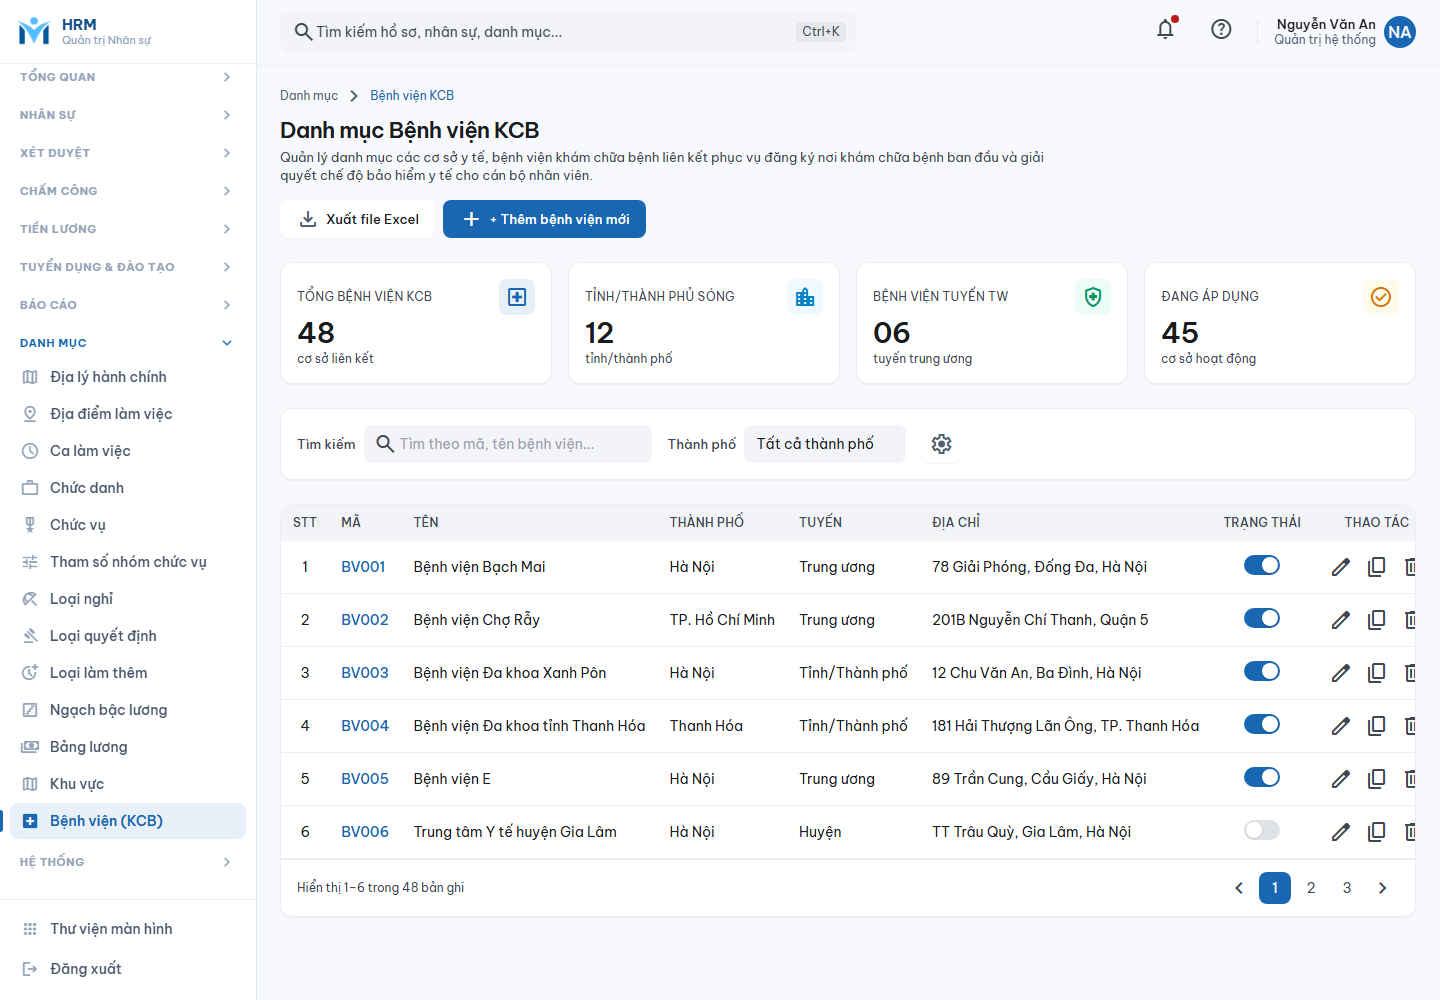 HRM
Quản trị Nhân sự
TỔNG QUAN
NHÂN SỰ
XÉT DUYỆT
CHẤM CÔNG
TIỀN LƯƠNG
TUYỂN DỤNG & ĐÀO TẠO
BÁO CÁO
DANH MỤC
Địa lý hành chính
Địa điểm làm việc
Ca làm việc
Chức danh
Chức vụ
Tham số nhóm chức vụ
Loại nghỉ
Loại quyết định
Loại làm thêm
Ngạch bậc lương
Bảng lương
Khu vực
Bệnh viện (KCB)
HỆ THỐNG
Thư viện màn hình
Đăng xuất
Tìm kiếm hồ sơ, nhân sự, danh mục... Ctrl+K
Nguyễn Văn An
Quản trị hệ thống
NA
Danh mục Bệnh viện KCB
Danh mục Bệnh viện KCB
Quản lý danh mục các cơ sở y tế, bệnh viện khám chữa bệnh liên kết phục vụ đăng ký nơi khám chữa bệnh ban đầu và giải
quyết chế độ bảo hiểm y tế cho cán bộ nhân viên.
Xuất file Excel
+ Thêm bệnh viện mới
TỔNG BỆNH VIỆN KCB
48
cơ sở liên kết
TỈNH/THÀNH PHỦ SÓNG
12
tỉnh/thành phố
BỆNH VIỆN TUYẾN TW
06
tuyến trung ương
ĐANG ÁP DỤNG
45
cơ sở hoạt động
Tìm kiếm Tìm theo mã, tên bệnh viện... Thành phố Tất cả thành phố
STT MÃ TÊN THÀNH PHỐ TUYẾN ĐỊA CHỈ TRẠNG THÁI THAO TÁC
1 BV001 Bệnh viện Bạch Mai Hà Nội Trung ương 78 Giải Phóng, Đống Đa, Hà Nội
2 BV002 Bệnh viện Chợ Rẫy TP. Hồ Chí Minh Trung ương 201B Nguyễn Chí Thanh, Quận 5
3 BV003 Bệnh viện Đa khoa Xanh Pôn Hà Nội Tỉnh/Thành phố 12 Chu Văn An, Ba Đình, Hà Nội
4 BV004 Bệnh viện Đa khoa tỉnh Thanh Hóa Thanh Hóa Tỉnh/Thành phố 181 Hải Thượng Lãn Ông, TP. Thanh Hóa
5 BV005 Bệnh viện E Hà Nội Trung ương 89 Trần Cung, Cầu Giấy, Hà Nội
6 BV006 Trung tâm Y tế huyện Gia Lâm Hà Nội Huyện TT Trâu Quỳ, Gia Lâm, Hà Nội
Hiển thị 1–6 trong 48 bản ghi
1 2 3